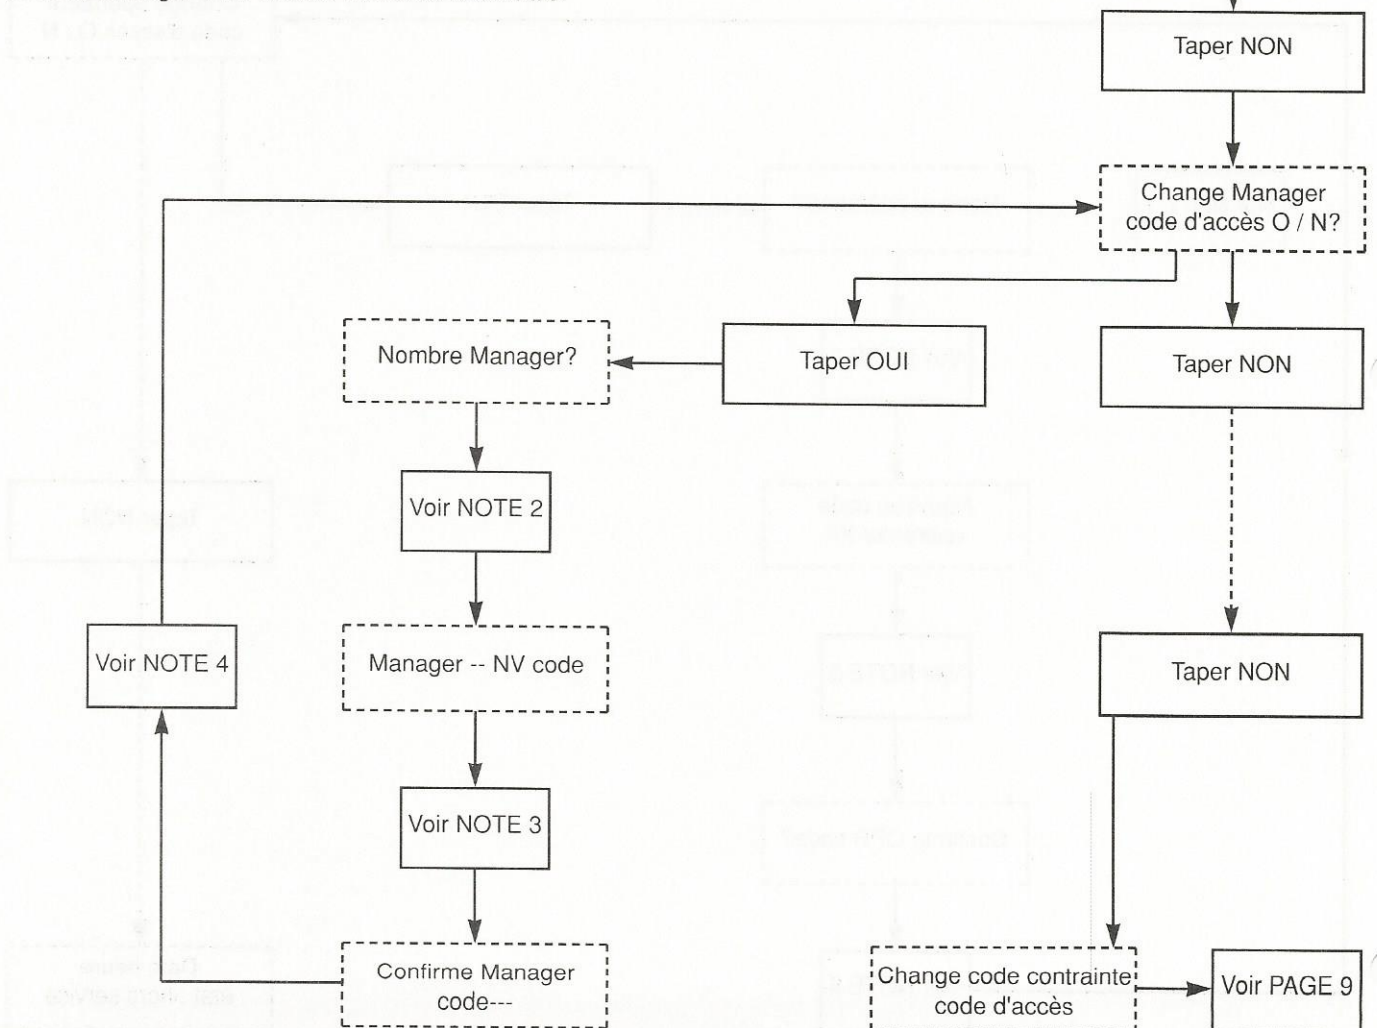 Taper NON
Change Manager
code d'accès O / N?
Nombre Manager?
Taper OUI
Taper NON
Voir NOTE 2
Voir NOTE 4
Manager -- NV code
Taper NON
Voir NOTE 3
Confirme Manager
code---
Change code contrainte
code d'accès
Voir PAGE 9